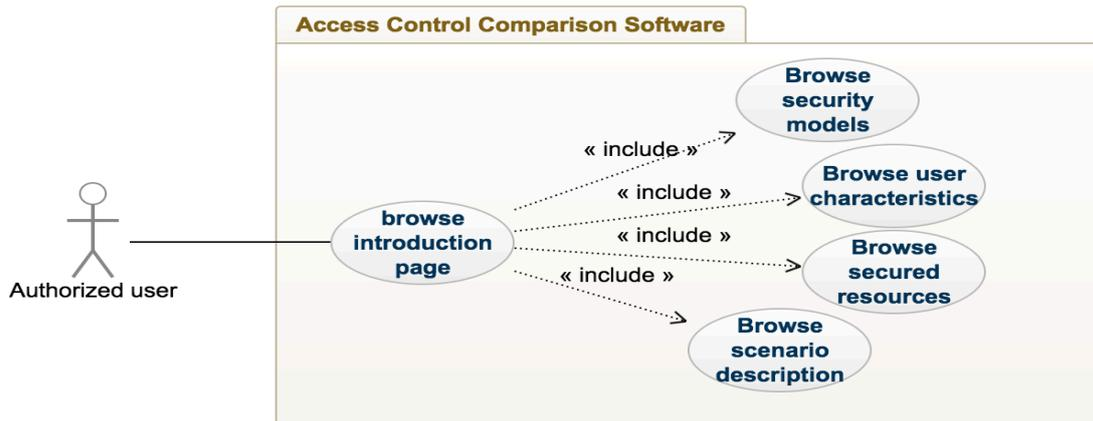 Access Control Comparison Software
Browse
security
models
« include »
Browse user
characteristics
« include »
browse
introduction
page
« include »
Browse
secured
resources
« include »
Authorized user
Browse
scenario
description